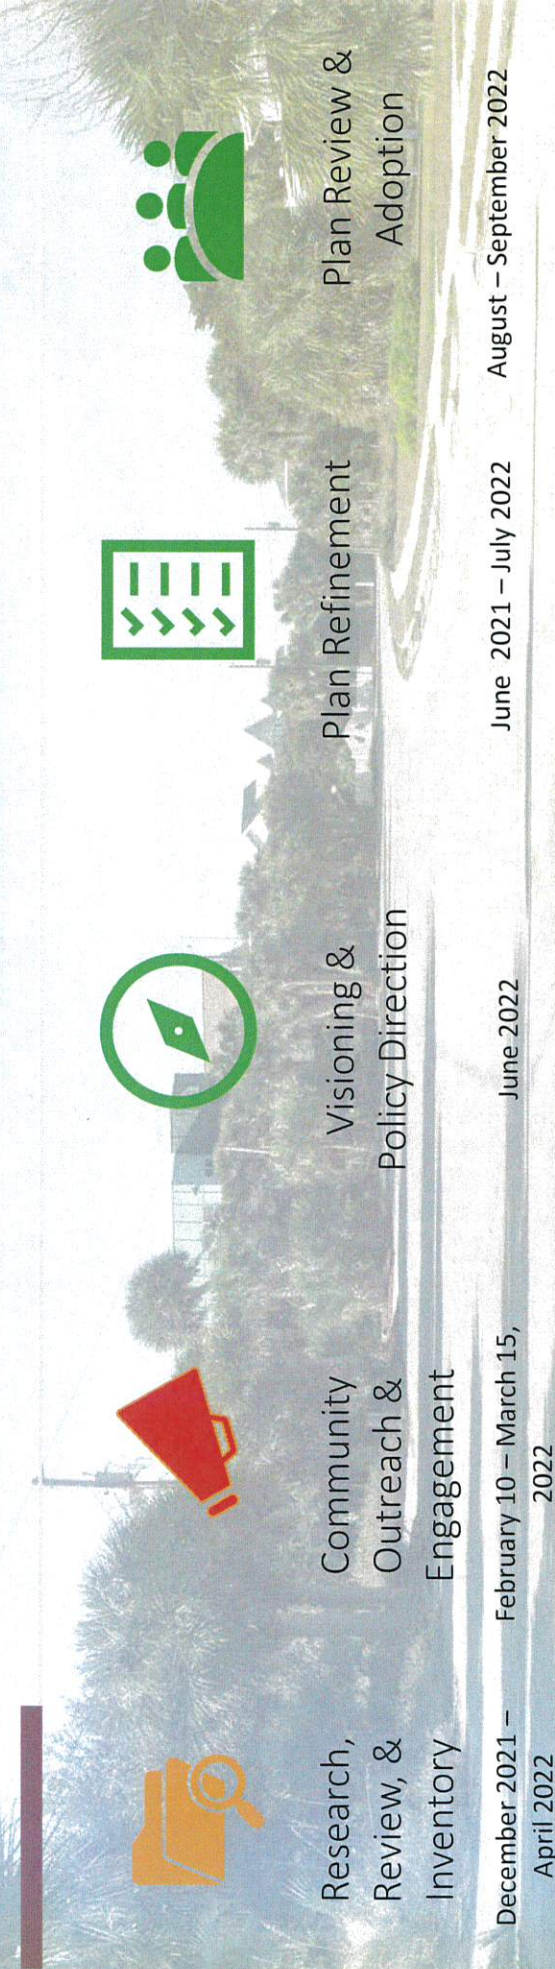 Research,
Review, &
Inventory
December 2021 –
April 2022
Community
Outreach &
Engagement
February 10 – March 15,
2022
Visioning &
Policy Direction
June 2022
Plan Refinement
June 2021 – July 2022
Plan Review &
Adoption
August – September 2022